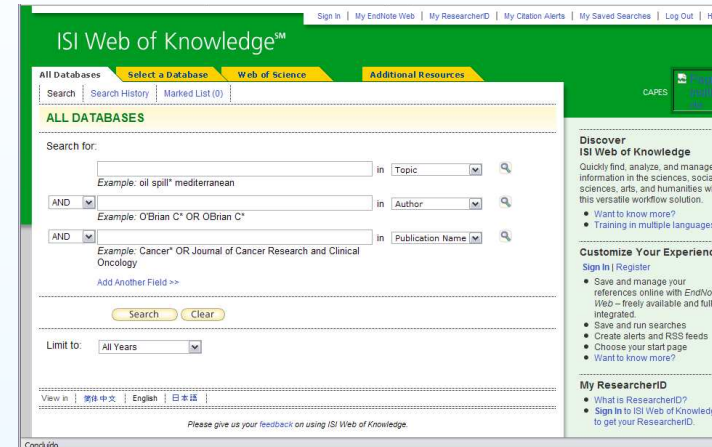 Sign In | My EndNote Web | My ResearcherID | My Citation Alerts | My Saved Searches | Log Out | H
ISI Web of Knowledge℠
All Databases Select a Database Web of Science Additional Resources
Search Search History Marked List (0)
CAPES
ALL DATABASES
Search for:
in Topic
Example: oil spill* mediterranean
AND in Author
Example: O'Brian C* OR OBrian C*
AND in Publication Name
Example: Cancer* OR Journal of Cancer Research and Clinical
Oncology
Add Another Field >>
Search Clear
Limit to: All Years
View in | 简体中文 | English | 日本語 |
Please give us your feedback on using ISI Web of Knowledge.
Concluído
Discover
ISI Web of Knowledge
Quickly find, analyze, and manage
information in the sciences, socia
sciences, arts, and humanities wi
this versatile workflow solution.
• Want to know more?
• Training in multiple languages
Customize Your Experienc
Sign In | Register
• Save and manage your
references online with EndNo
Web – freely available and full
integrated.
• Save and run searches
• Create alerts and RSS feeds
• Choose your start page
• Want to know more?
My ResearcherID
• What is ResearcherID?
• Sign In to ISI Web of Knowledg
to get your ResearcherID.